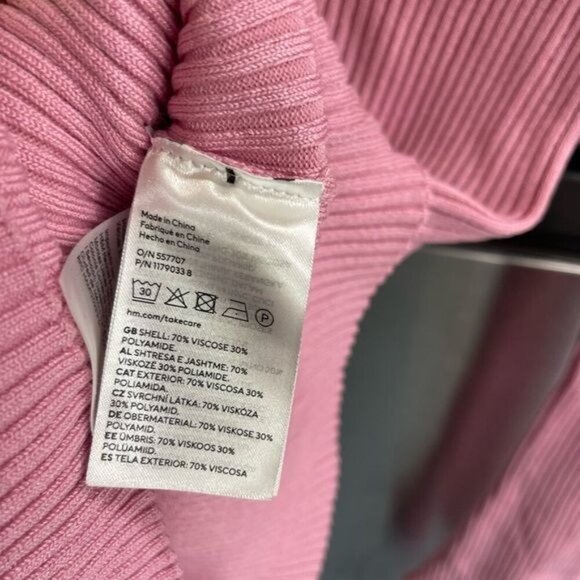 Made in China
Fabriqué en Chine
Hecho en China
O/N 557707
P/N 1179033 8
30
P
hm.com/takecare
GB SHELL: 70% VISCOSE 30%
POLYAMIDE.
AL SHTRESA E JASHTME: 70%
VISKOZË 30% POLIAMIDE.
CAT EXTERIOR: 70% VISCOSA 30%
POLIAMIDA.
CZ SVRCHNÍ LÁTKA: 70% VISKÓZA
30% POLYAMID.
DE OBERMATERIAL: 70% VISKOSE 30%
POLYAMID.
EE ÜMBRIS: 70% VISKOOS 30%
POLÜAMIID.
ES TELA EXTERIOR: 70% VISCOSA